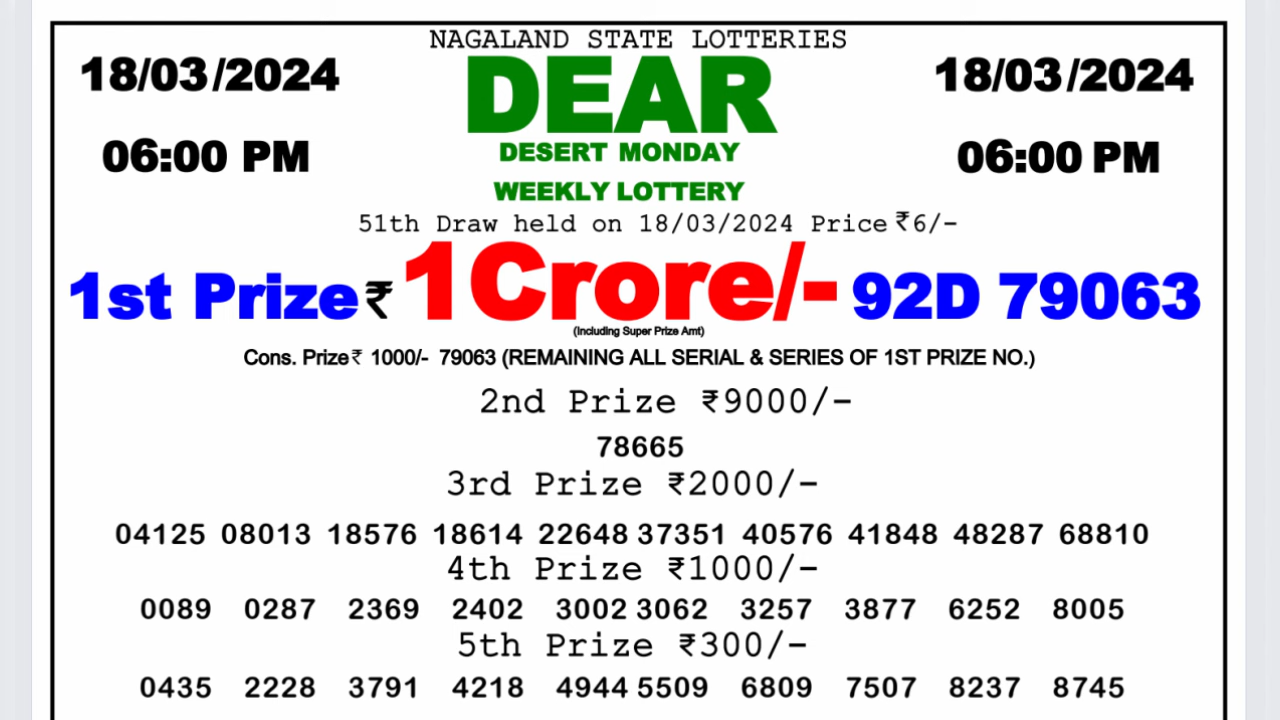 NAGALAND STATE LOTTERIES
18/03/2024 DEAR 18/03/2024
06:00 PM DESERT MONDAY 06:00 PM
WEEKLY LOTTERY
51th Draw held on 18/03/2024 Price ₹6/-
1st Prize ₹ 1Crore/- 92D 79063
(Including Super Prize Amt)
Cons. Prize ₹ 1000/- 79063 (REMAINING ALL SERIAL & SERIES OF 1ST PRIZE NO.)
2nd Prize ₹9000/-
78665
3rd Prize ₹2000/-
04125 08013 18576 18614 22648 37351 40576 41848 48287 68810
4th Prize ₹1000/-
0089 0287 2369 2402 3002 3062 3257 3877 6252 8005
5th Prize ₹300/-
0435 2228 3791 4218 4944 5509 6809 7507 8237 8745